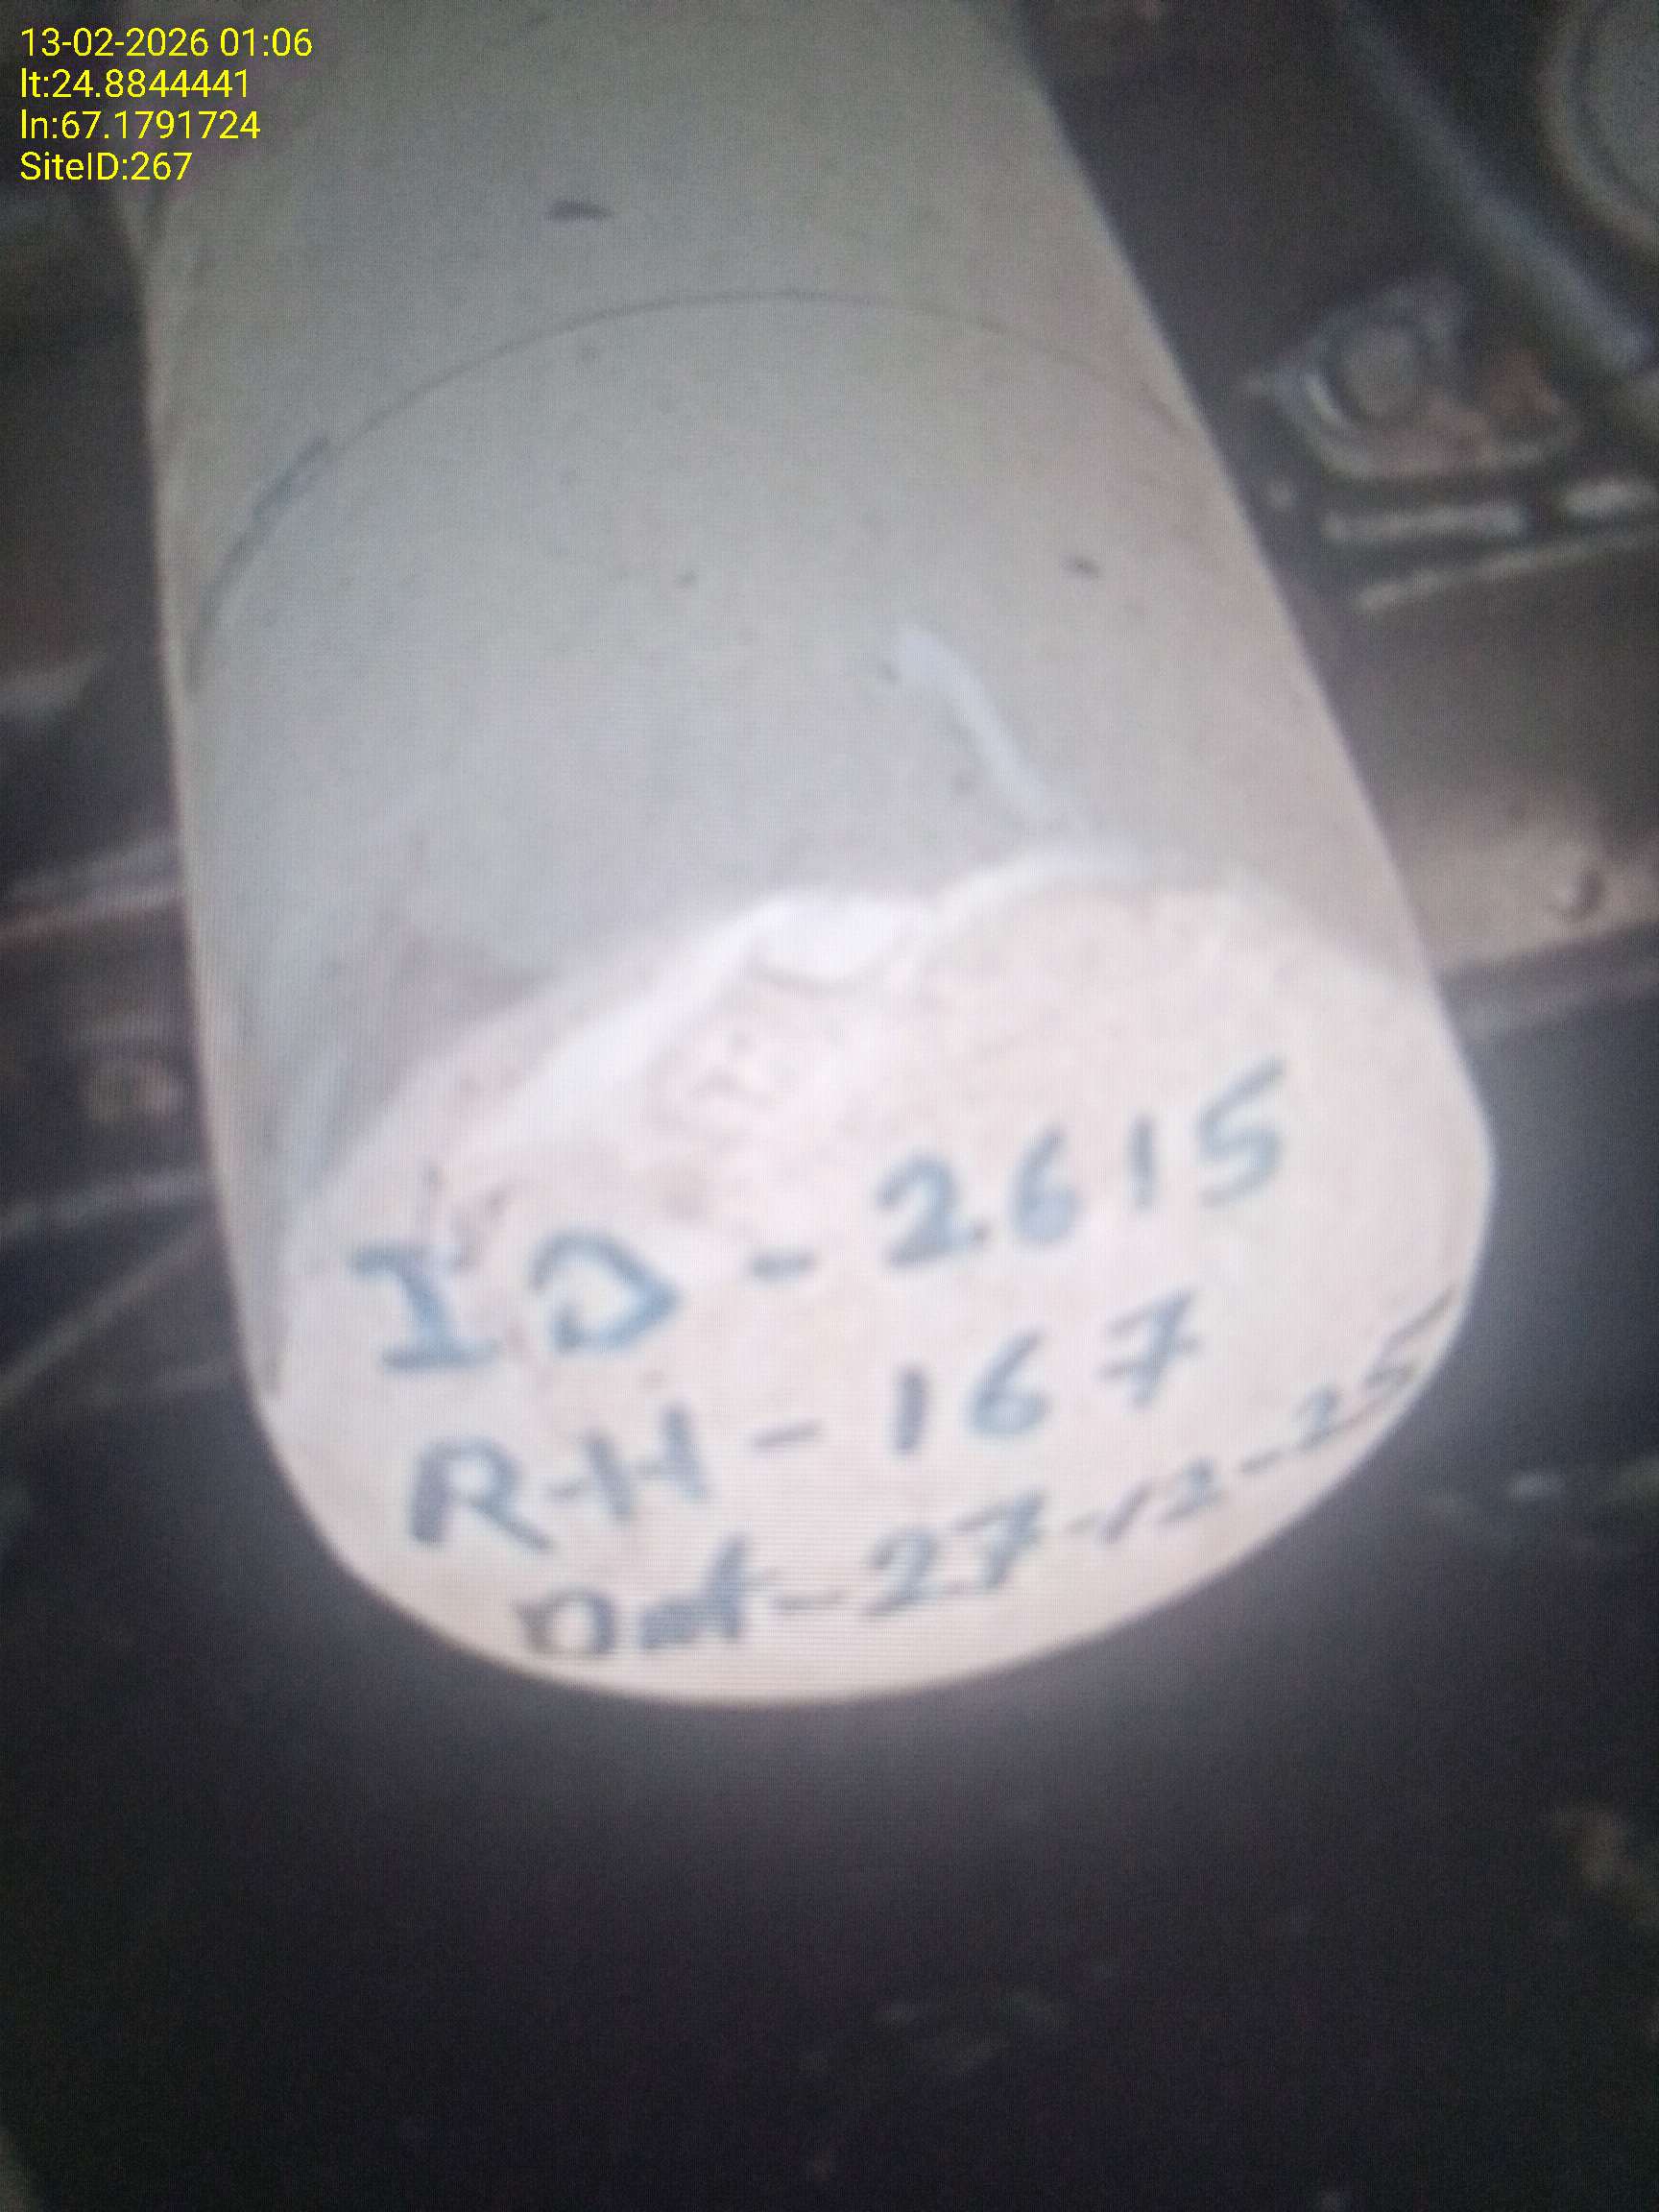 13-02-2026 01:06
lt:24.8844441
ln:67.1791724
SiteID:267
ID - 2615
RH - 167
Dat - 27-12-25